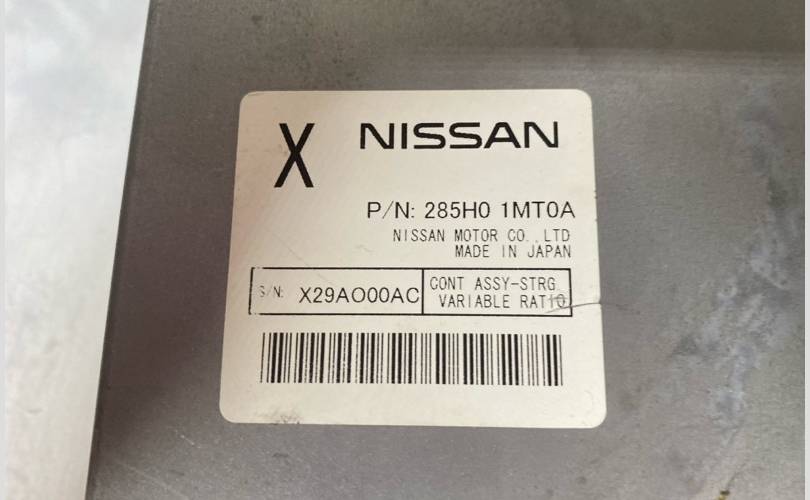 X NISSAN
P/N: 285H0 1MT0A
NISSAN MOTOR CO.,LTD
MADE IN JAPAN
S/N: X29AO00AC
CONT ASSY-STRG.
VARIABLE RATIO